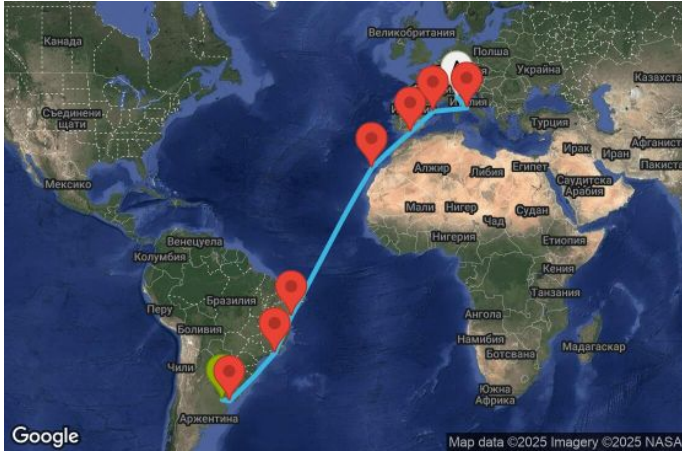 Канада
Великобритания
Полша
Украйна
Казахста
Италия
Съединени
щати
Турция
Ирак
Иран
Афганист
Пакиста
Мексико
Алжир
Либия
Египет
Саудитска
Арабия
Мали
Нигер
Чад
Судан
Венецуела
Колумбия
Нигерия
Етиопия
Кения
Перу
Бразилия
Танзания
Боливия
Ангола
Намибия
Ботсвана
Мадагаскар
Чили
Южна
Африка
Аржентина
Google
Map data ©2025 Imagery ©2025 NASA